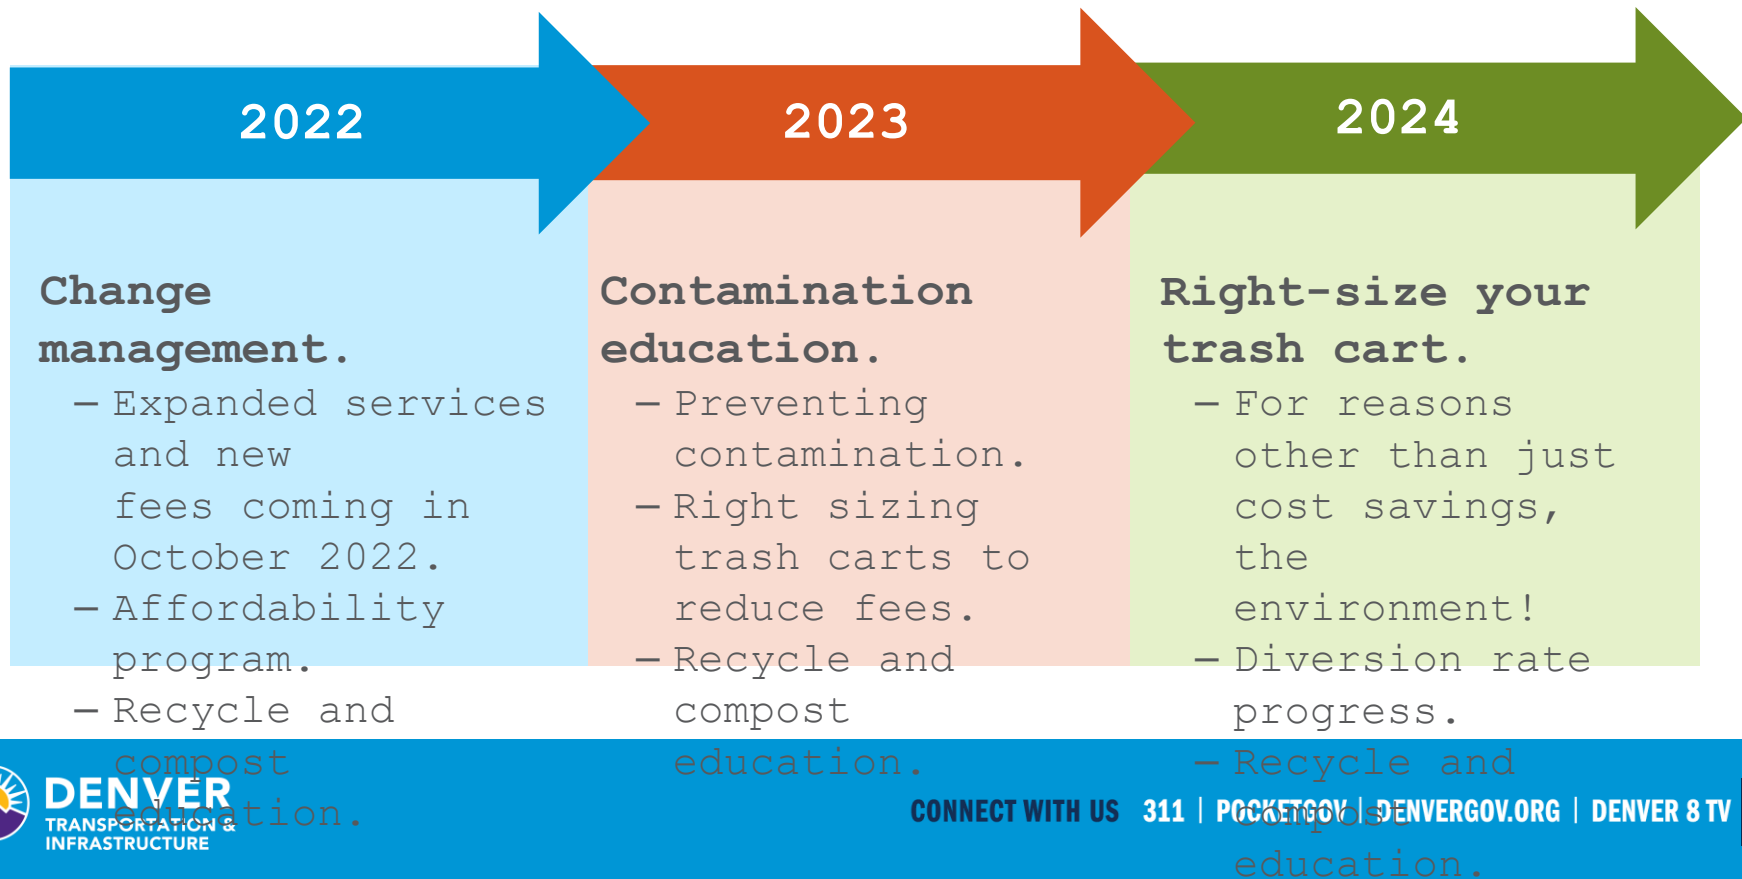 2022
2023
2024
Change
management.
– Expanded services
and new
fees coming in
October 2022.
– Affordability
program.
– Recycle and
compost
education.
Contamination
education.
– Preventing
contamination.
– Right sizing
trash carts to
reduce fees.
– Recycle and
compost
education.
Right-size your
trash cart.
– For reasons
other than just
cost savings,
the
environment!
– Diversion rate
progress.
– Recycle and
compost
education.
DENVER
TRANSPORTATION &
INFRASTRUCTURE
CONNECT WITH US 311 | POCKETGOV | DENVERGOV.ORG | DENVER 8 TV